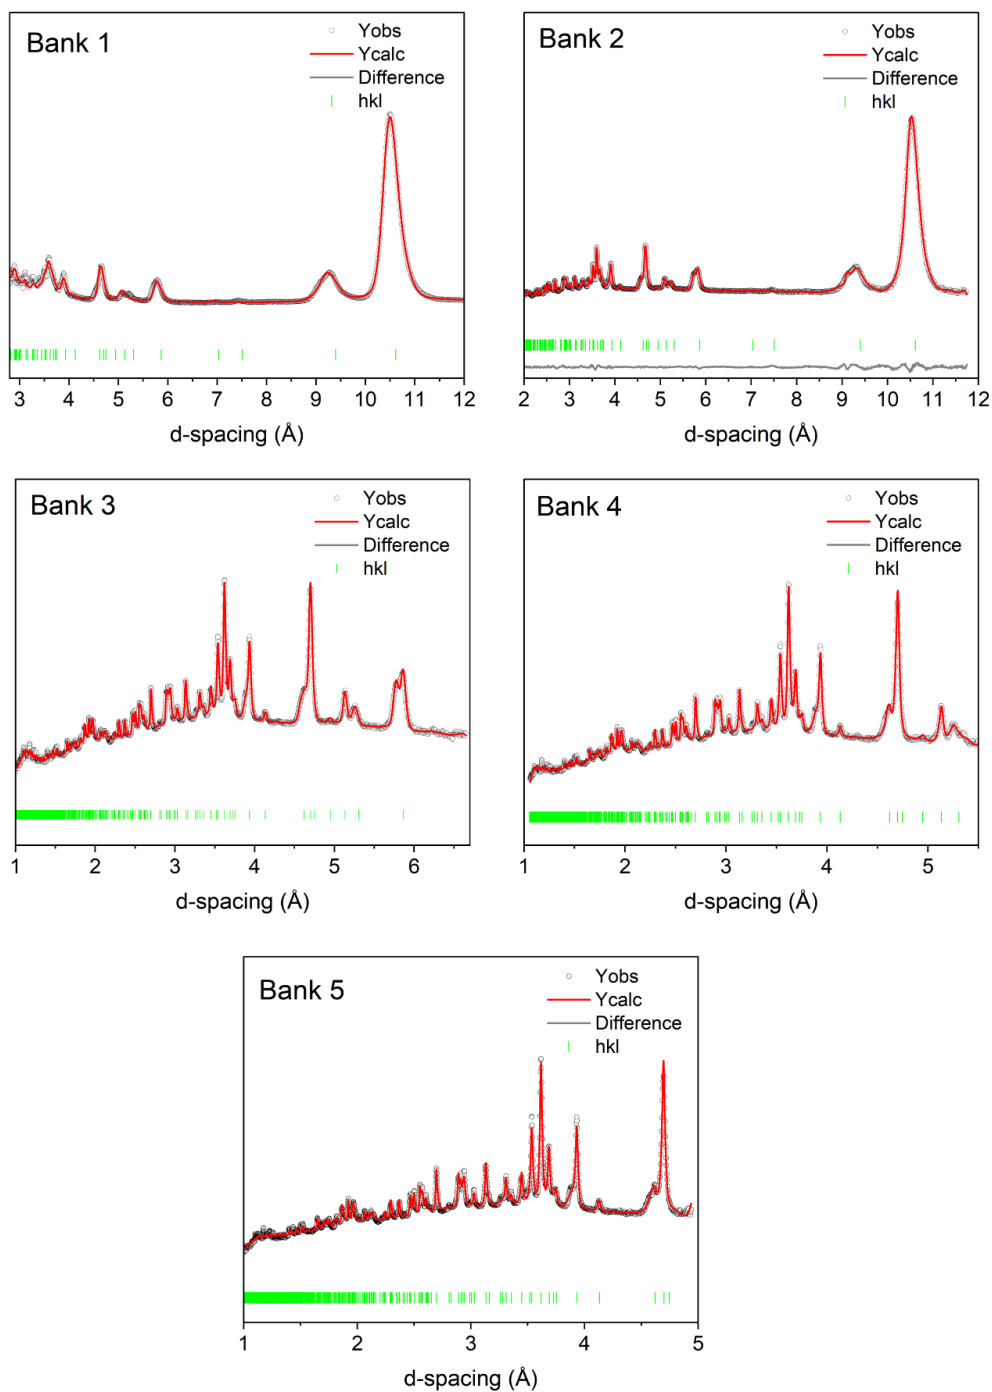 Bank 1
Yobs
Ycalc
Difference
hkl
3 4 5 6 7 8 9 10 11 12
d-spacing (Å)
Bank 2
Yobs
Ycalc
Difference
hkl
2 3 4 5 6 7 8 9 10 11 12
d-spacing (Å)
Bank 3
Yobs
Ycalc
Difference
hkl
1 2 3 4 5 6
d-spacing (Å)
Bank 4
Yobs
Ycalc
Difference
hkl
1 2 3 4 5
d-spacing (Å)
Bank 5
Yobs
Ycalc
Difference
hkl
1 2 3 4 5
d-spacing (Å)